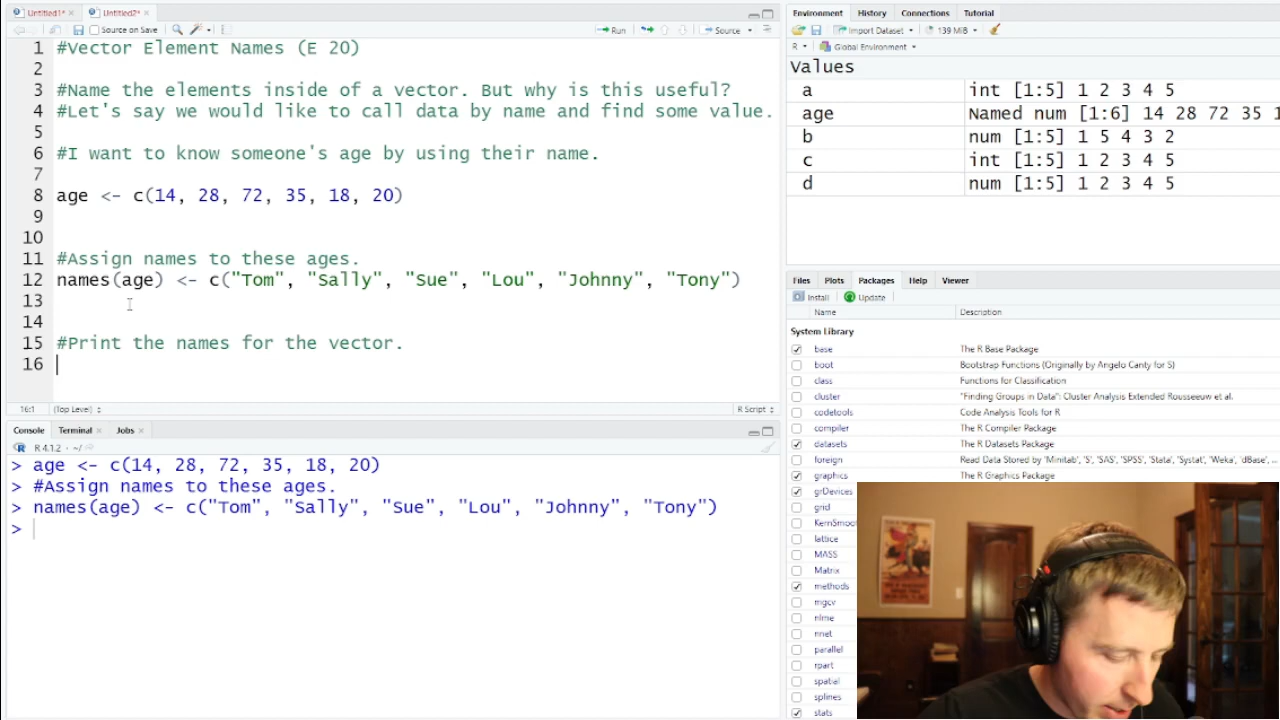 Untitled1* × Untitled2* ×
Source on Save Run Source
1 #Vector Element Names (E 20)
2
3 #Name the elements inside of a vector. But why is this useful?
4 #Let's say we would like to call data by name and find some value.
5
6 #I want to know someone's age by using their name.
7
8 age <- c(14, 28, 72, 35, 18, 20)
9
10
11 #Assign names to these ages.
12 names(age) <- c("Tom", "Sally", "Sue", "Lou", "Johnny", "Tony")
13
14
15 #Print the names for the vector.
16
16:1 (Top Level) R Script
Console Terminal × Jobs ×
R 4.1.2 · ~/
> age <- c(14, 28, 72, 35, 18, 20)
> #Assign names to these ages.
> names(age) <- c("Tom", "Sally", "Sue", "Lou", "Johnny", "Tony")
>
Environment History Connections Tutorial
Import Dataset 139 MiB
R Global Environment
Values
a int [1:5] 1 2 3 4 5
age Named num [1:6] 14 28 72 35 1
b num [1:5] 1 5 4 3 2
c int [1:5] 1 2 3 4 5
d num [1:5] 1 2 3 4 5
Files Plots Packages Help Viewer
Install Update
Name Description
System Library
base The R Base Package
boot Bootstrap Functions (Originally by Angelo Canty for S)
class Functions for Classification
cluster "Finding Groups in Data": Cluster Analysis Extended Rousseeuw et al.
codetools Code Analysis Tools for R
compiler The R Compiler Package
datasets The R Datasets Package
foreign Read Data Stored by 'Minitab', 'S', 'SAS', 'SPSS', 'Stata', 'Systat', 'Weka', 'dBase', ...
graphics The R Graphics Package
grDevices
grid
KernSmoo
lattice
MASS
Matrix
methods
mgcv
nlme
nnet
parallel
rpart
spatial
splines
stats